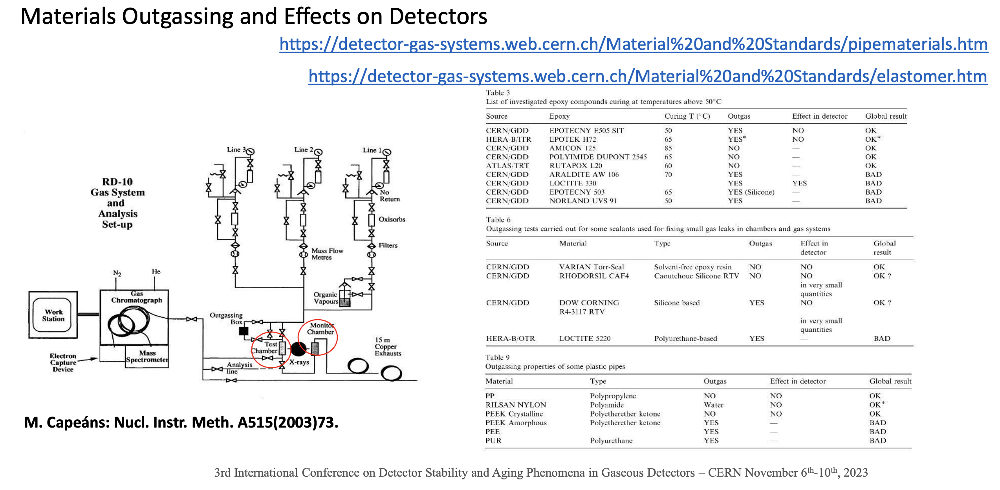 Materials Outgassing and Effects on Detectors
https://detector-gas-systems.web.cern.ch/Material%20and%20Standards/pipematerials.htm
https://detector-gas-systems.web.cern.ch/Material%20and%20Standards/elastomer.htm
RD-10
Gas System
and
Analysis
Set-up
Line 3
Line 2
Line 1
No
Return
Oxisorbs
Filters
Mass Flow
Metres
Organic
Vapours
N2
He
Gas
Chromatograph
Work
Station
Outgassing
Box
Monitor
Chamber
Test
Chamber
X-rays
15 m
Copper
Exhausts
Mass
Spectrometer
Electron
Capture
Device
Analysis
line
M. Capeáns: Nucl. Instr. Meth. A515(2003)73.
Table 3
List of investigated epoxy compounds curing at temperatures above 50°C
Source Epoxy Curing T (°C) Outgas Effect in detector Global result
CERN/GDD EPOTECNY E505 SIT 50 YES NO OK
HERA-B/ITR EPOTEK H72 65 YES* NO OK*
CERN/GDD AMICON 125 85 NO — OK
CERN/GDD POLYIMIDE DUPONT 2545 65 NO — OK
ATLAS/TRT RUTAPOX L20 60 NO — OK
CERN/GDD ARALDITE AW 106 70 YES — BAD
CERN/GDD LOCTITE 330 YES YES BAD
CERN/GDD EPOTECNY 503 65 YES (Silicone) — BAD
CERN/GDD NORLAND UVS 91 50 YES — BAD
Table 6
Outgassing tests carried out for some sealants used for fixing small gas leaks in chambers and gas systems
Source Material Type Outgas Effect in Global
detector result
CERN/GDD VARIAN Torr-Seal Solvent-free epoxy resin NO NO OK
CERN/GDD RHODORSIL CAF4 Caoutchouc Silicone RTV NO NO OK ?
in very small
quantities
CERN/GDD DOW CORNING Silicone based YES NO OK ?
R4-3117 RTV
in very small
quantities
HERA-B/OTR LOCTITE 5220 Polyurethane-based YES — BAD
Table 9
Outgassing properties of some plastic pipes
Material Type Outgas Effect in detector Global result
PP Polypropylene NO NO OK
RILSAN NYLON Polyamide Water NO OK*
PEEK Crystalline Polyetherether ketone NO NO OK
PEEK Amorphous Polyetherether ketone YES — BAD
PEE YES — BAD
PUR Polyurethane YES — BAD
3rd International Conference on Detector Stability and Aging Phenomena in Gaseous Detectors – CERN November 6th-10th, 2023